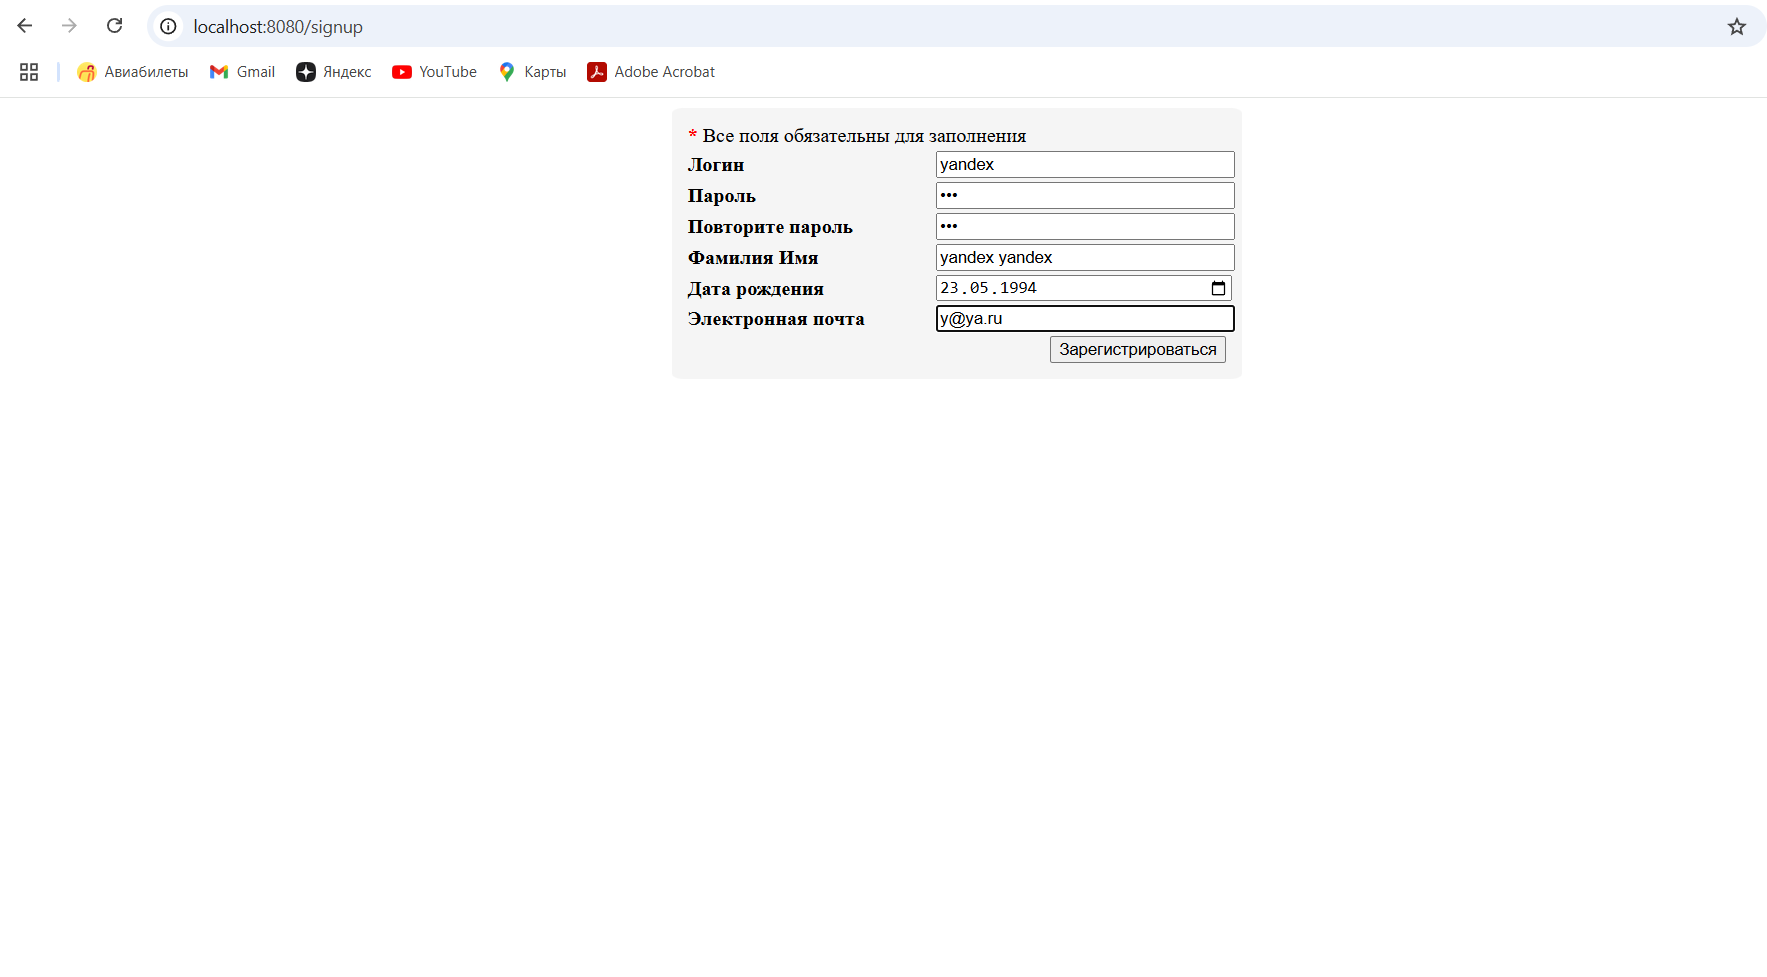 localhost:8080/signup
Авиабилеты Gmail Яндекс YouTube Карты Adobe Acrobat
* Все поля обязательны для заполнения
Логин yandex
Пароль •••
Повторите пароль •••
Фамилия Имя yandex yandex
Дата рождения 23.05.1994
Электронная почта y@ya.ru
Зарегистрироваться